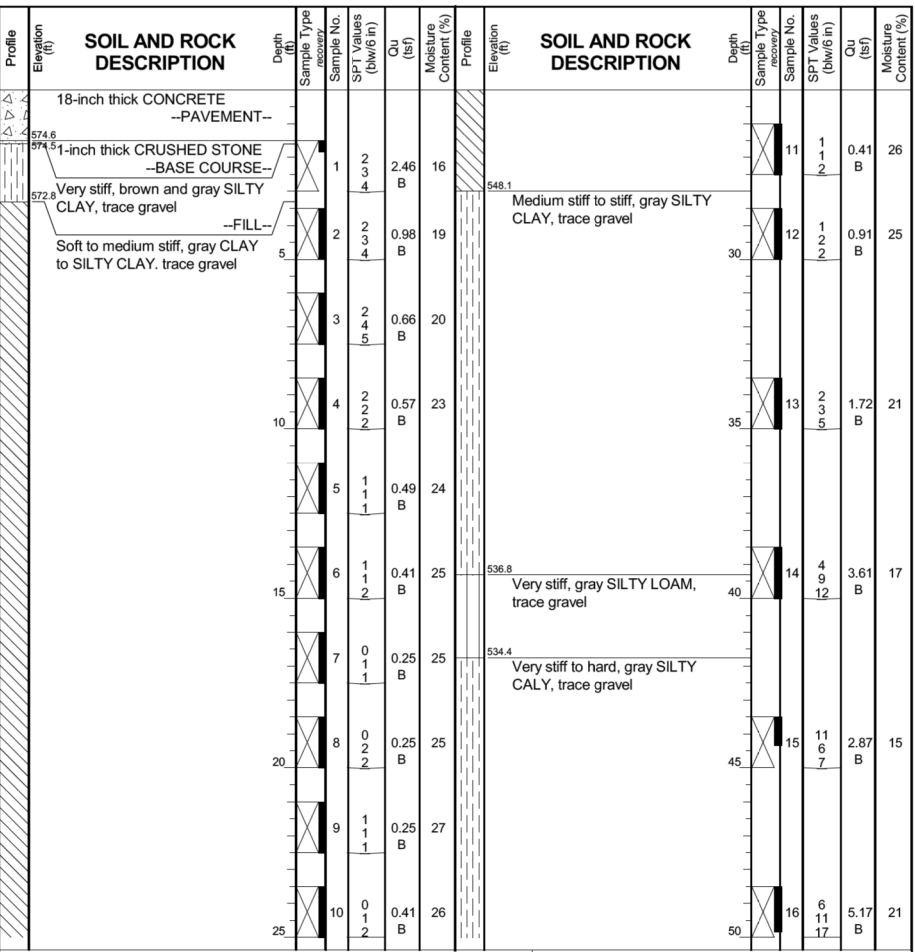 Profile
Elevation
(ft)
SOIL AND ROCK
DESCRIPTION
Depth
(ft)
Sample Type
recovery
Sample No.
SPT Values
(blw/6 in)
Qu
(tsf)
Moisture
Content (%)
18-inch thick CONCRETE
--PAVEMENT--
574.6
574.5
1-inch thick CRUSHED STONE
--BASE COURSE--
Very stiff, brown and gray SILTY
CLAY, trace gravel
--FILL--
572.8
Soft to medium stiff, gray CLAY
to SILTY CLAY. trace gravel
1
2
3
4
2.46
B
16
2
2
3
4
0.98
B
19
5
3
2
4
5
0.66
B
20
4
2
2
2
0.57
B
23
10
5
1
1
1
0.49
B
24
6
1
1
2
0.41
B
25
15
7
0
1
1
0.25
B
25
8
0
2
2
0.25
B
25
20
9
1
1
1
0.25
B
27
10
0
1
2
0.41
B
26
25
Profile
Elevation
(ft)
SOIL AND ROCK
DESCRIPTION
Depth
(ft)
Sample Type
recovery
Sample No.
SPT Values
(blw/6 in)
Qu
(tsf)
Moisture
Content (%)
11
1
1
2
0.41
B
26
548.1
Medium stiff to stiff, gray SILTY
CLAY, trace gravel
12
1
2
2
0.91
B
25
30
13
2
3
5
1.72
B
21
35
536.8
Very stiff, gray SILTY LOAM,
trace gravel
14
4
9
12
3.61
B
17
40
534.4
Very stiff to hard, gray SILTY
CALY, trace gravel
15
11
6
7
2.87
B
15
45
16
6
11
17
5.17
B
21
50